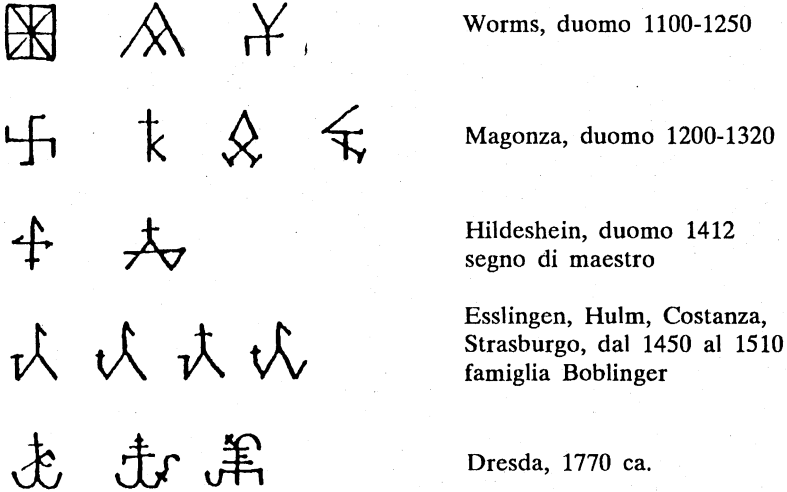 Worms, duomo 1100-1250
Magonza, duomo 1200-1320
Hildeshein, duomo 1412
segno di maestro
Esslingen, Hulm, Costanza,
Strasburgo, dal 1450 al 1510
famiglia Boblinger
Dresda, 1770 ca.